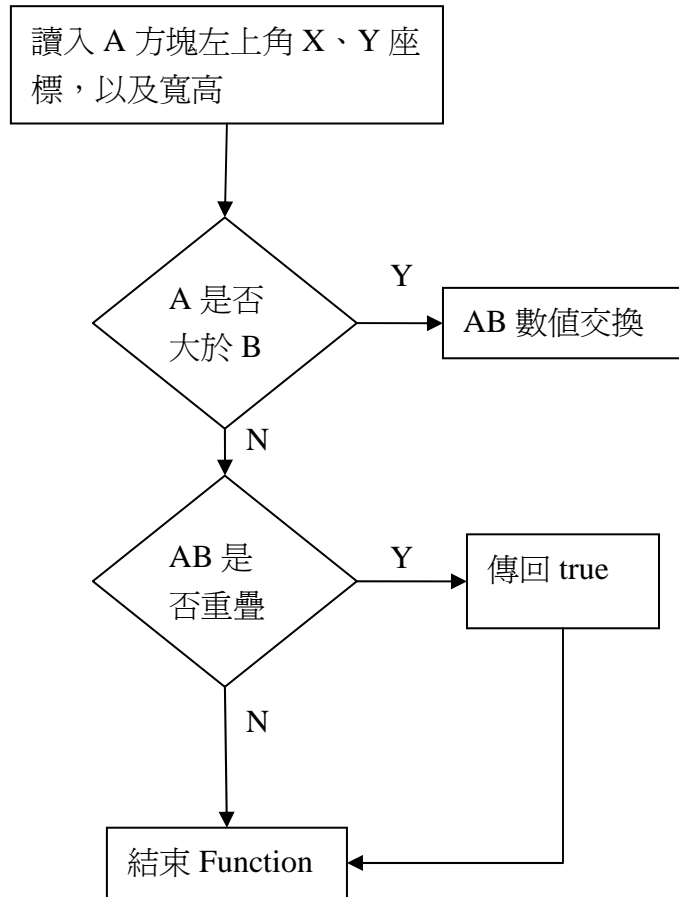 讀入 A 方塊左上角 X、Y 座
標，以及寬高
A 是否
大於 B
Y
AB 數值交換
N
AB 是
否重疊
Y
傳回 true
N
結束 Function